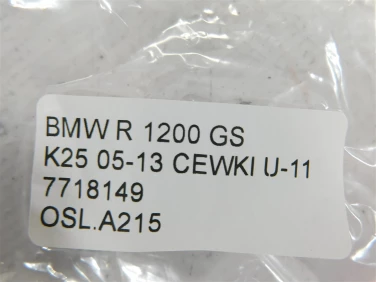 BMW R 1200 GS
K25 05-13 CEWKI U-11
7718149
OSL.A215